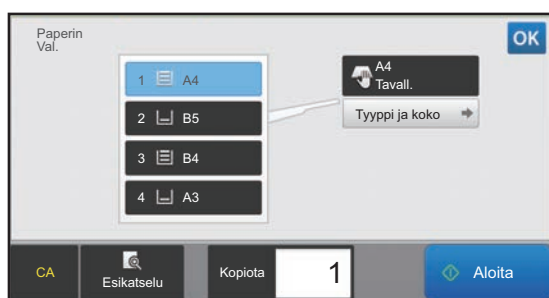 Paperin
Val.
OK
1 A4
2 B5
3 B4
4 A3
A4
Tavall.
Tyyppi ja koko
CA
Esikatselu
Kopiota
1
Aloita